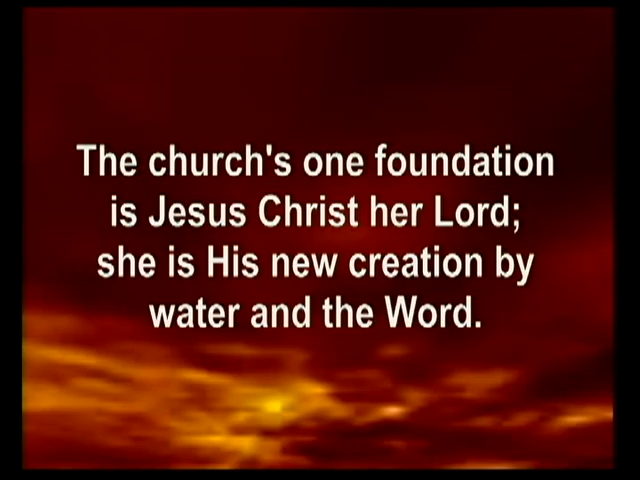 The church's one foundation
is Jesus Christ her Lord;
she is His new creation by
water and the Word.